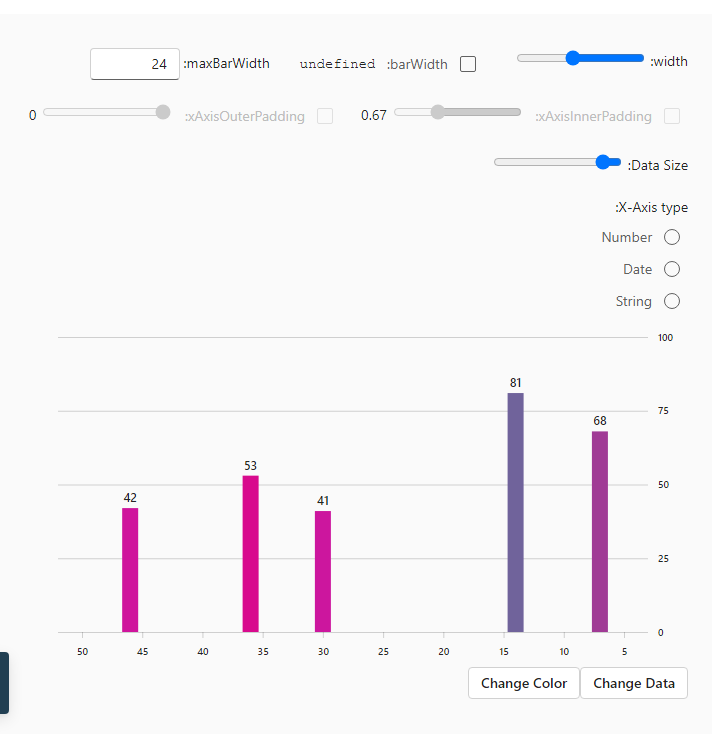 width:
barWidth: undefined
maxBarWidth: 24
xAxisInnerPadding: 0.67
xAxisOuterPadding: 0
Data Size:
X-Axis type:
Number
Date
String
100
81
75
68
53
50
42
41
25
0
50 45 40 35 30 25 20 15 10 5
Change Color Change Data